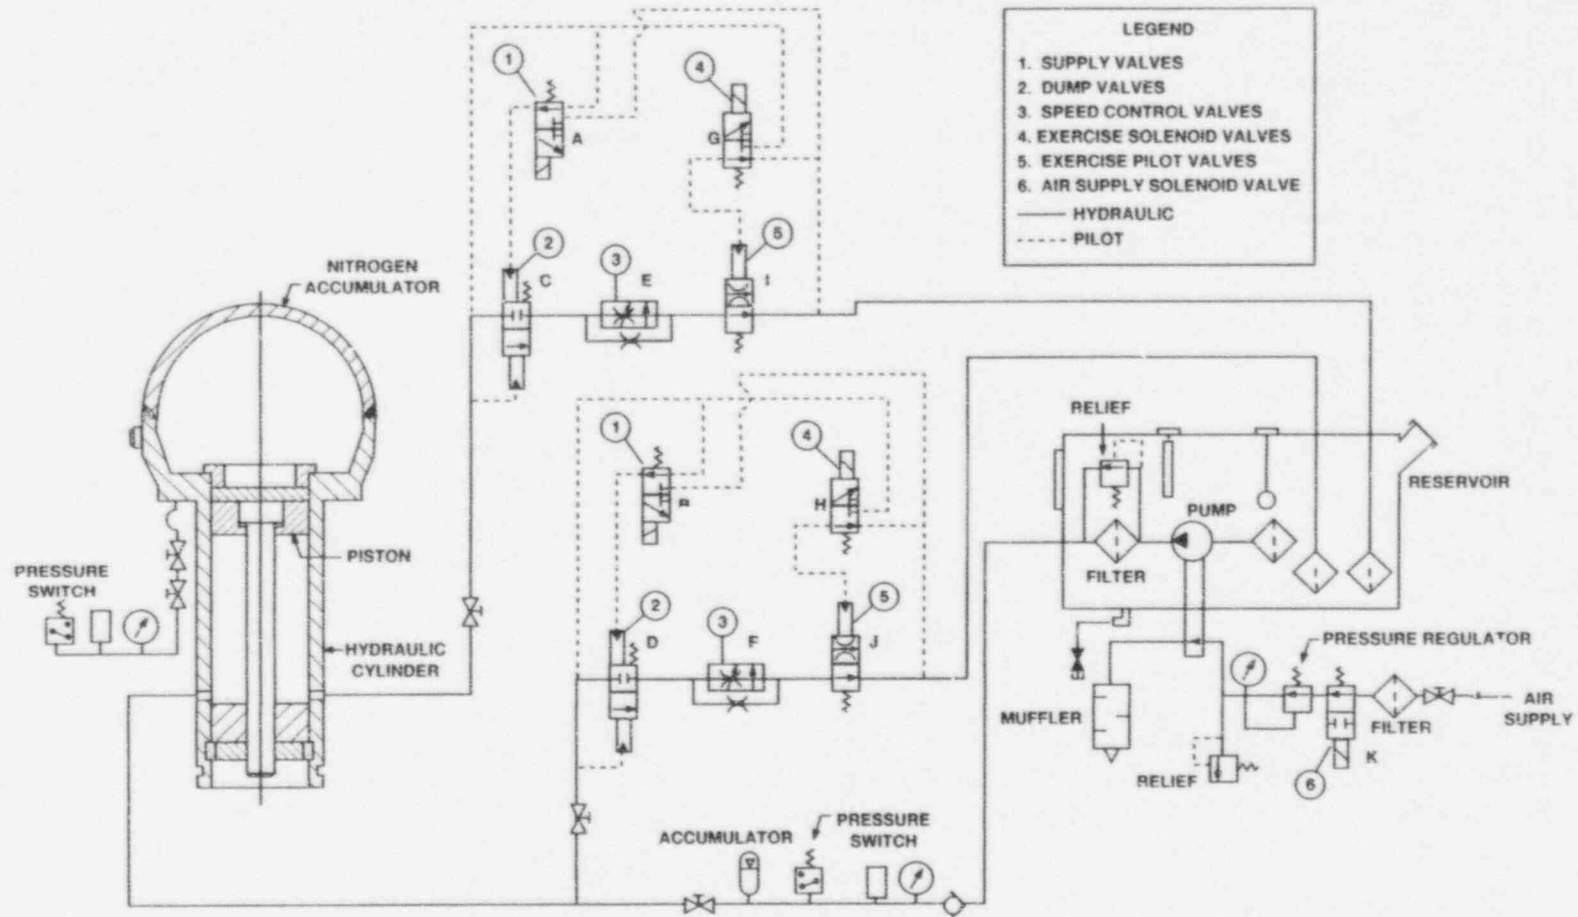 LEGEND
1. SUPPLY VALVES
2. DUMP VALVES
3. SPEED CONTROL VALVES
4. EXERCISE SOLENOID VALVES
5. EXERCISE PILOT VALVES
6. AIR SUPPLY SOLENOID VALVE
HYDRAULIC
PILOT
1
A
4
G
2
C
3
E
5
I
NITROGEN
ACCUMULATOR
PISTON
PRESSURE
SWITCH
HYDRAULIC
CYLINDER
1
4
H
2
D
3
F
5
J
RELIEF
RESERVOIR
PUMP
FILTER
PRESSURE REGULATOR
MUFFLER
AIR
SUPPLY
FILTER
K
RELIEF
6
ACCUMULATOR
PRESSURE
SWITCH